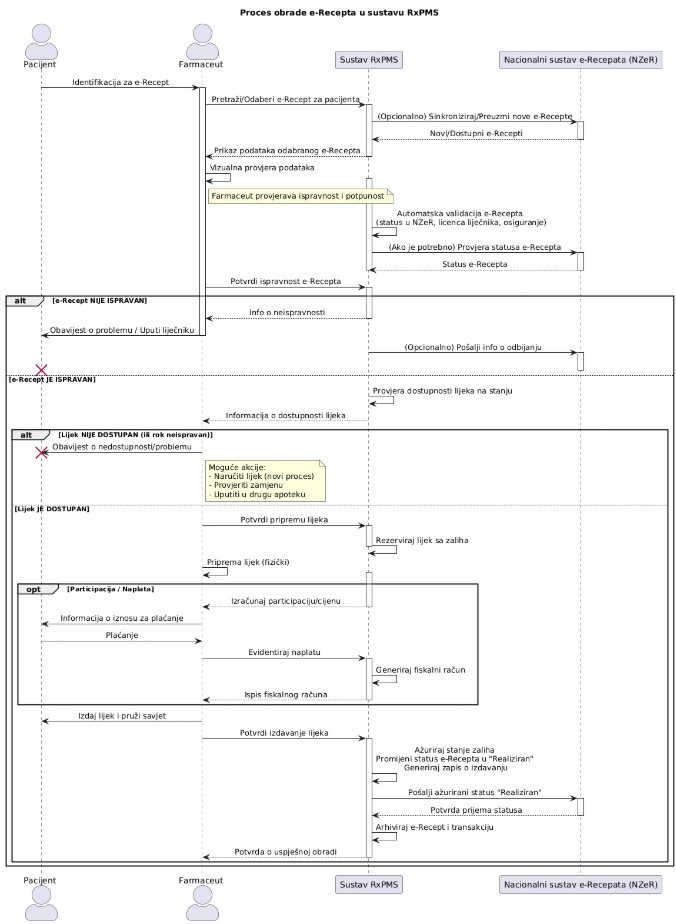 Proces obrade e-Recepta u sustavu RxPMS
Pacijent
Farmaceut
Sustav RxPMS
Nacionalni sustav e-Recepata (NZeR)
Identifikacija za e-Recept
Pretraži/Odaberi e-Recept za pacijenta
(Opcionalno) Sinkroniziraj/Preuzmi nove e-Recepte
Novi/Dostupni e-Recepti
Prikaz podataka odabranog e-Recepta
Vizualna provjera podataka
Farmaceut provjerava ispravnost i potpunost
Automatska validacija e-Recepta
(status u NZeR, licenca liječnika, osiguranje)
(Ako je potrebno) Provjera statusa e-Recepta
Status e-Recepta
Potvrdi ispravnost e-Recepta
alt [e-Recept NIJE ISPRAVAN]
Info o neispravnosti
Obavijest o problemu / Uputi liječniku
(Opcionalno) Pošalji info o odbijanju
[e-Recept JE ISPRAVAN]
Provjera dostupnosti lijeka na stanju
Informacija o dostupnosti lijeka
alt [Lijek NIJE DOSTUPAN (ili rok neispravan)]
Obavijest o nedostupnosti/problemu
Moguće akcije:
- Naručiti lijek (novi proces)
- Provjeriti zamjenu
- Uputiti u drugu apoteku
[Lijek JE DOSTUPAN]
Potvrdi pripremu lijeka
Rezerviraj lijek sa zaliha
Priprema lijek (fizički)
opt [Participacija / Naplata]
Izračunaj participaciju/cijenu
Informacija o iznosu za plaćanje
Plaćanje
Evidentiraj naplatu
Generiraj fiskalni račun
Ispis fiskalnog računa
Izdaj lijek i pruži savjet
Potvrdi izdavanje lijeka
Ažuriraj stanje zaliha
Promijeni status e-Recepta u "Realiziran"
Generiraj zapis o izdavanju
Pošalji ažurirani status "Realiziran"
Potvrda prijema statusa
Arhiviraj e-Recept i transakciju
Potvrda o uspješnoj obradi
Pacijent
Farmaceut
Sustav RxPMS
Nacionalni sustav e-Recepata (NZeR)